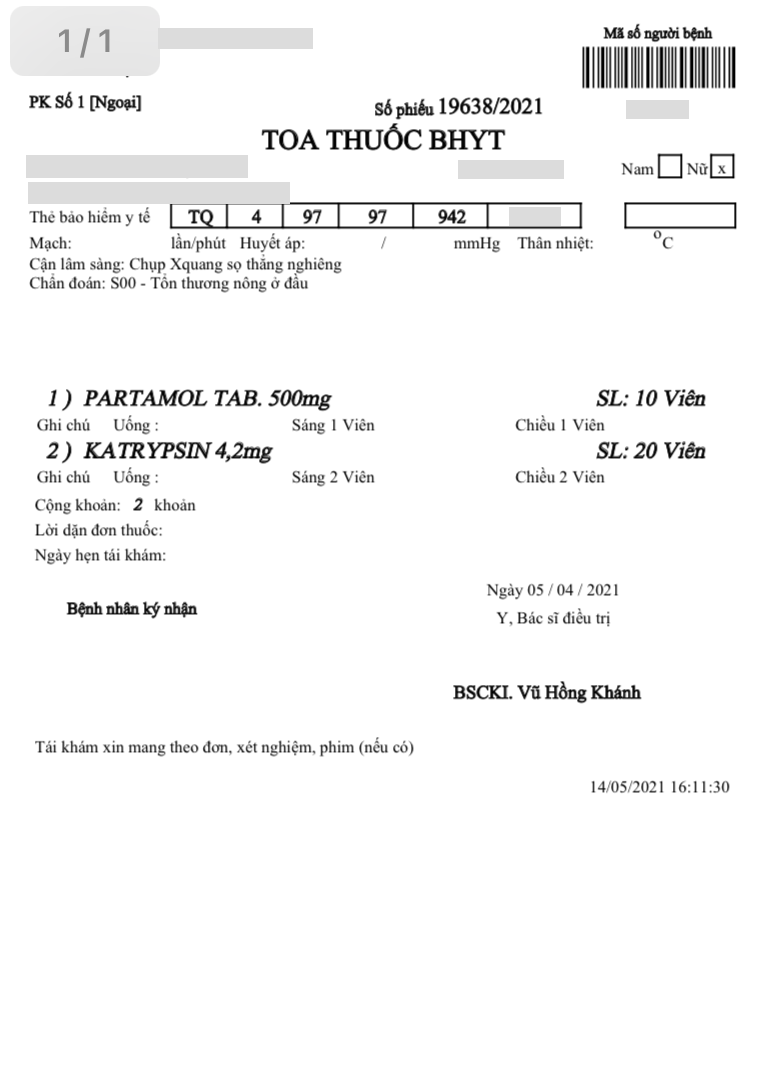 1/1
Mã số người bệnh
PK Số 1 [Ngoại]
Số phiếu 19638/2021
TOA THUỐC BHYT
Nam Nữ x
Thẻ bảo hiểm y tế TQ 4 97 97 942
Mạch: lần/phút Huyết áp: / mmHg Thân nhiệt: °C
Cận lâm sàng: Chụp Xquang sọ thẳng nghiêng
Chẩn đoán: S00 - Tổn thương nông ở đầu
1 ) PARTAMOL TAB. 500mg SL: 10 Viên
Ghi chú Uống : Sáng 1 Viên Chiều 1 Viên
2 ) KATRYPSIN 4,2mg SL: 20 Viên
Ghi chú Uống : Sáng 2 Viên Chiều 2 Viên
Cộng khoản: 2 khoản
Lời dặn đơn thuốc:
Ngày hẹn tái khám:
Ngày 05 / 04 / 2021
Bệnh nhân ký nhận
Y, Bác sĩ điều trị
BSCKI. Vũ Hồng Khánh
Tái khám xin mang theo đơn, xét nghiệm, phim (nếu có)
14/05/2021 16:11:30